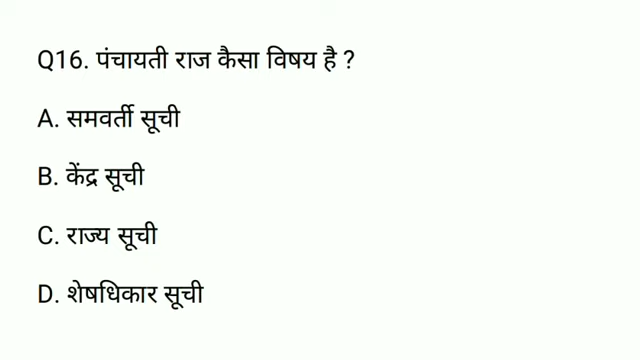 Q16. पंचायती राज कैसा विषय है ?
A. समवर्ती सूची
B. केंद्र सूची
C. राज्य सूची
D. शेषधिकार सूची